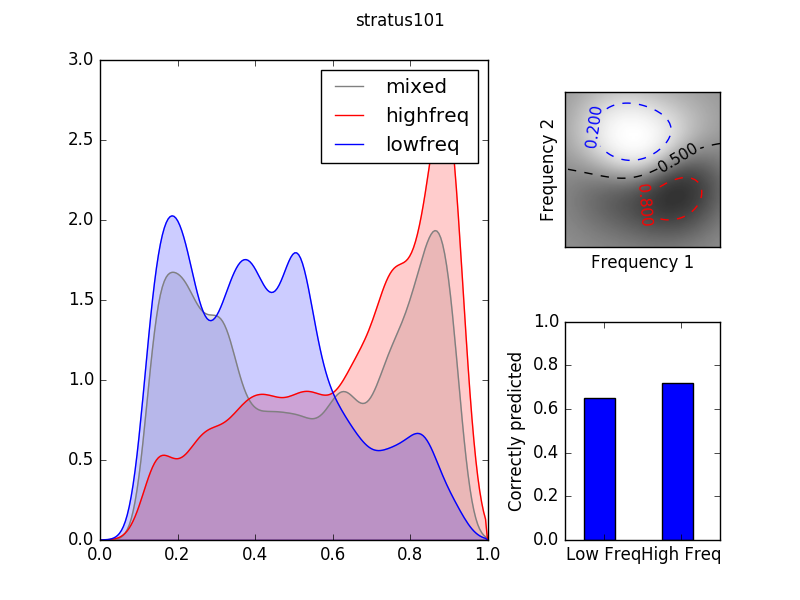 stratus101
3.0
2.5
2.0
1.5
1.0
0.5
0.0
0.0 0.2 0.4 0.6 0.8 1.0
mixed
highfreq
lowfreq
Frequency 2
0.200
0.500
0.800
Frequency 1
Correctly predicted
1.0
0.8
0.6
0.4
0.2
0.0
Low Freq High Freq